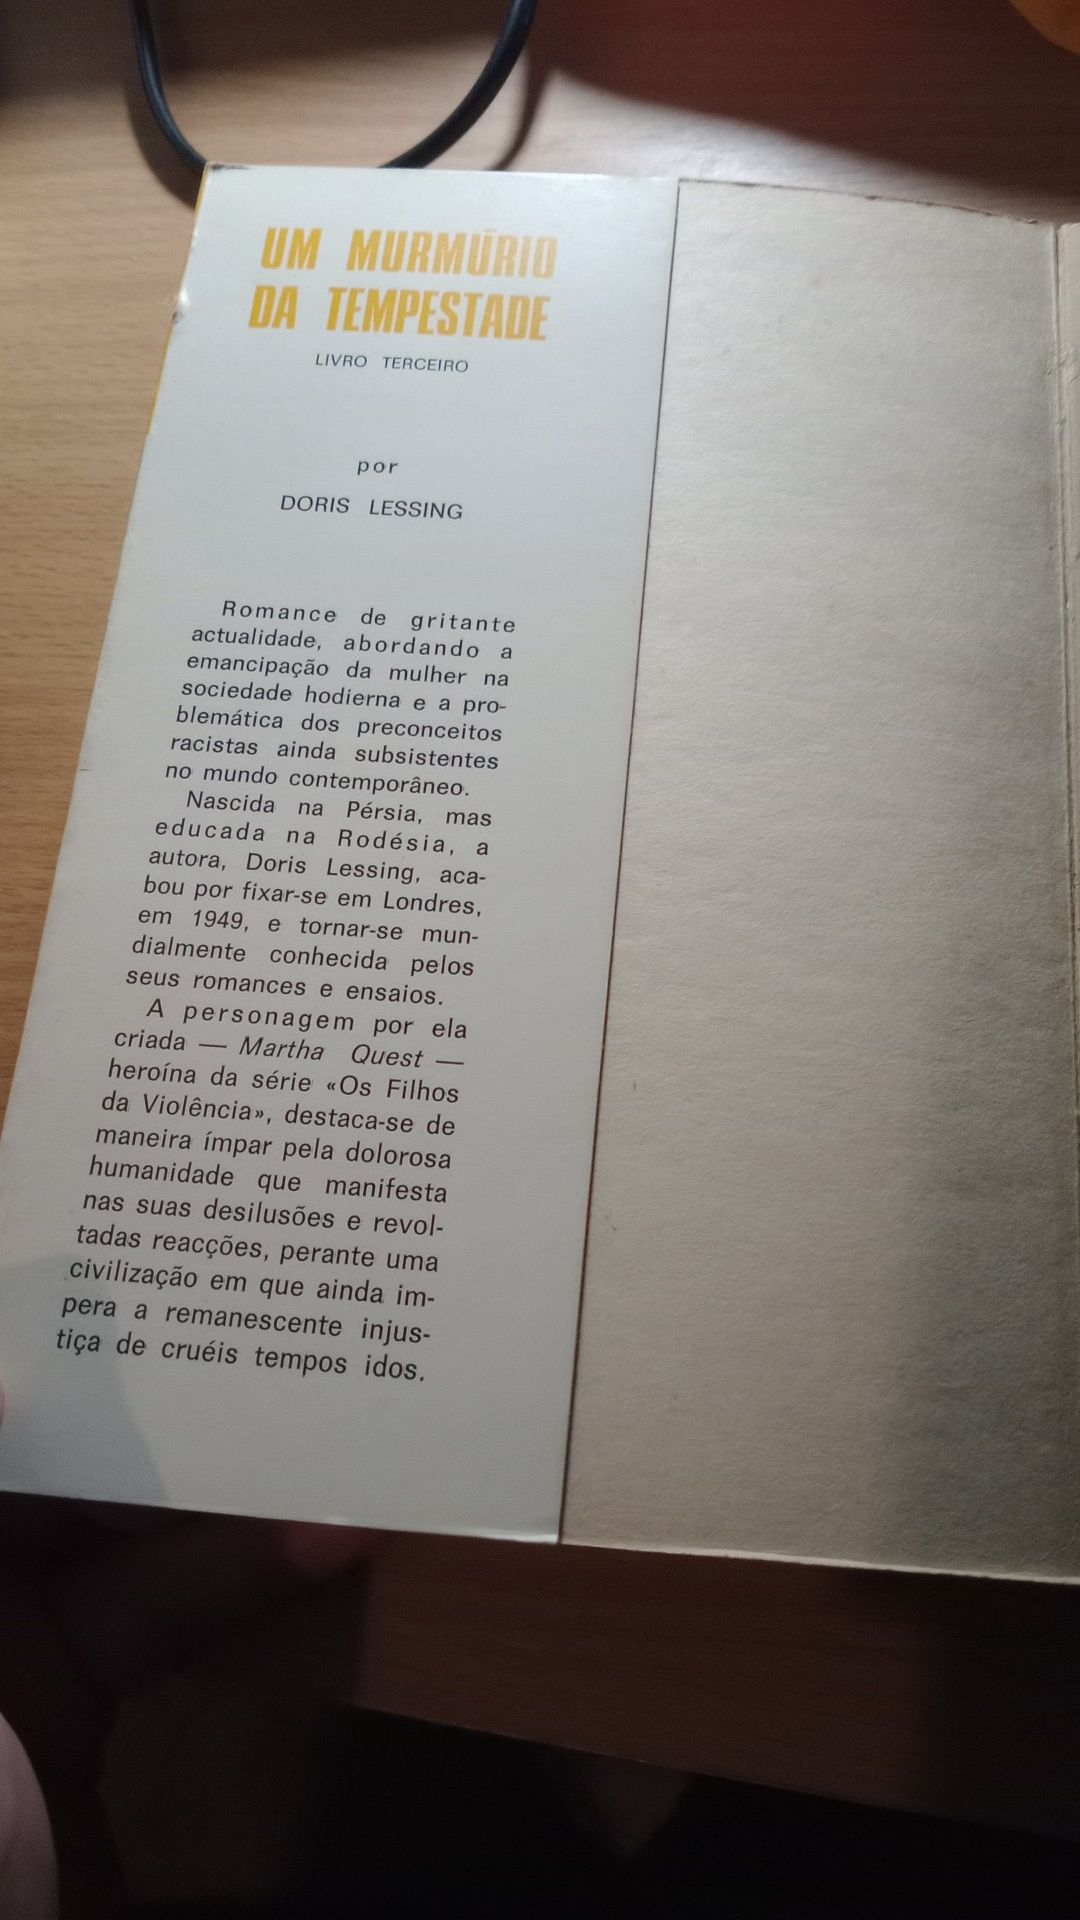 UM MURMÚRIO
DA TEMPESTADE
LIVRO TERCEIRO
por
DORIS LESSING
Romance de gritante
actualidade, abordando a
emancipação da mulher na
sociedade hodierna e a pro-
blemática dos preconceitos
racistas ainda subsistentes
no mundo contemporâneo.
Nascida na Pérsia, mas
educada na Rodésia, a
autora, Doris Lessing, aca-
bou por fixar-se em Londres,
em 1949, e tornar-se mun-
dialmente conhecida pelos
seus romances e ensaios.
A personagem por ela
criada — Martha Quest —
heroína da série «Os Filhos
da Violência», destaca-se de
maneira ímpar pela dolorosa
humanidade que manifesta
nas suas desilusões e revol-
tadas reacções, perante uma
civilização em que ainda im-
pera a remanescente injus-
tiça de cruéis tempos idos.